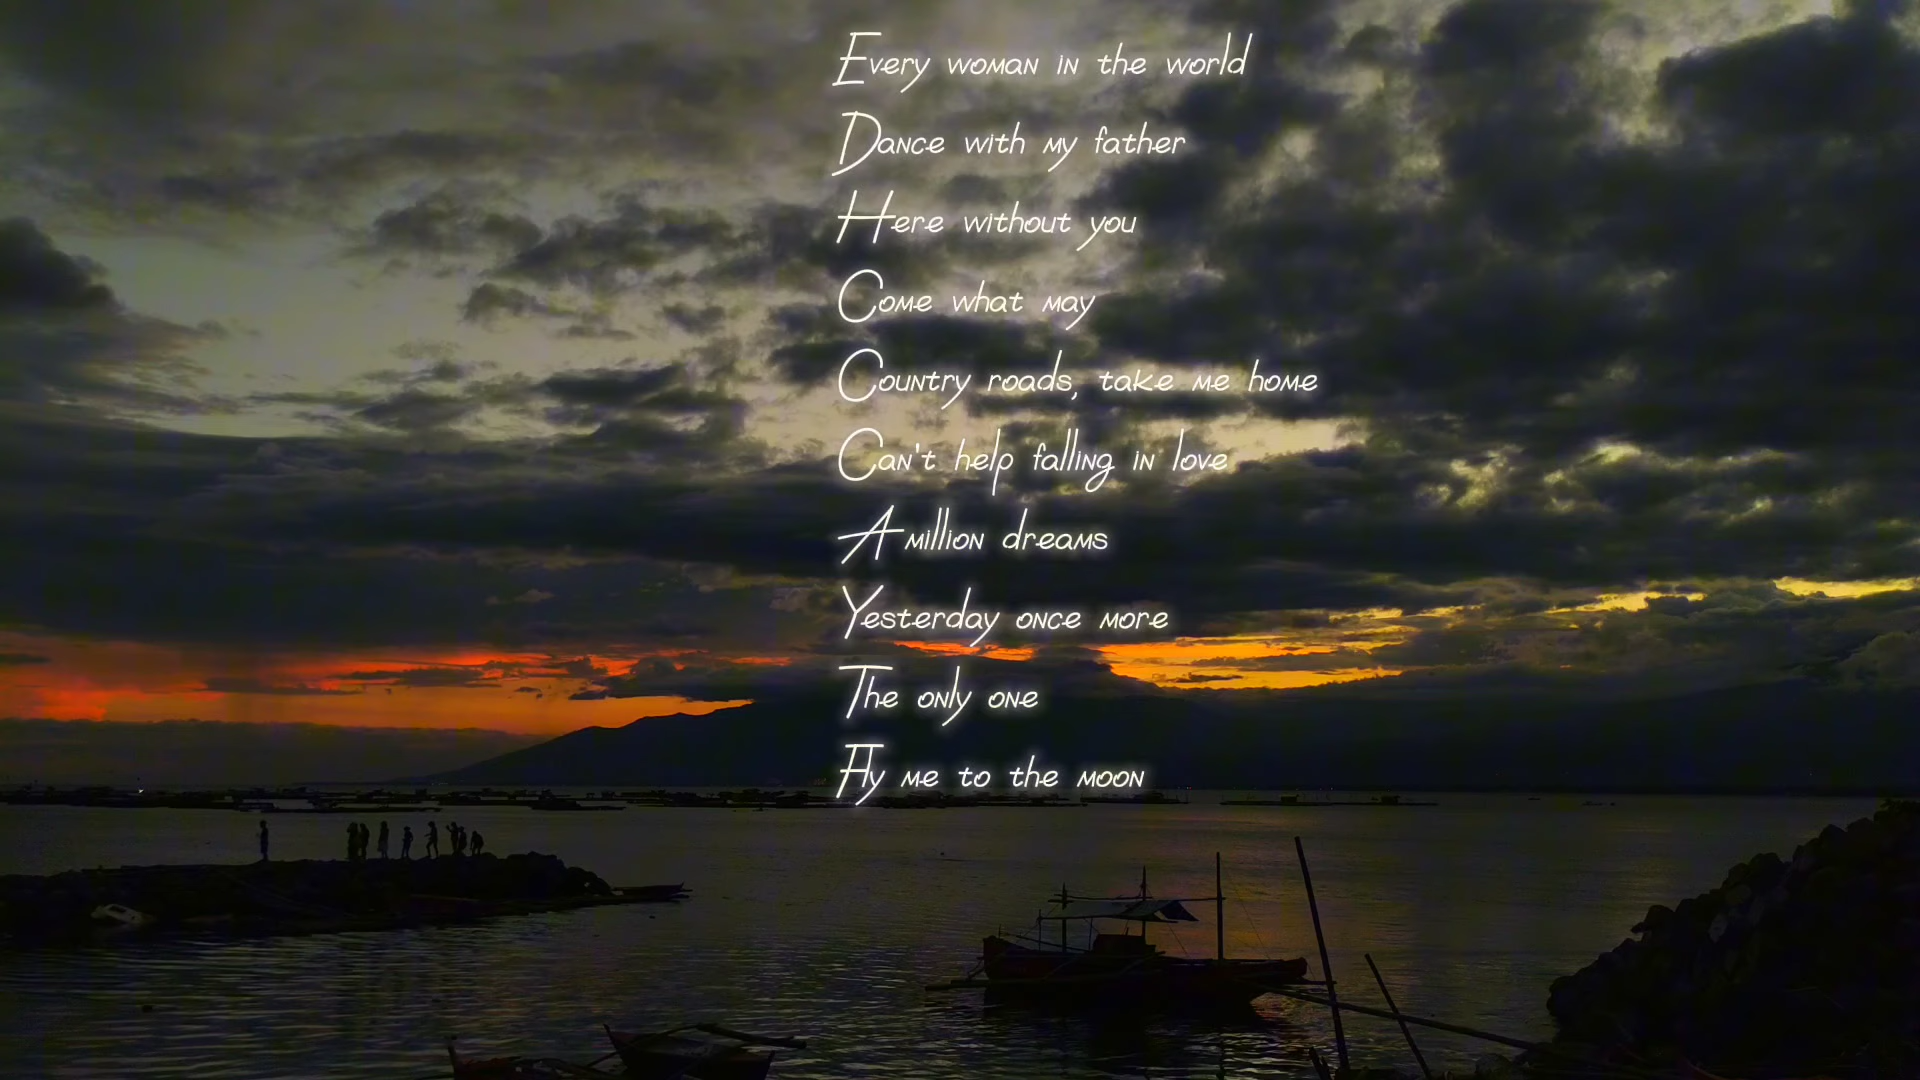 Every woman in the world
Dance with my father
Here without you
Come what may
Country roads, take me home
Can't help falling in love
A million dreams
Yesterday once more
The only one
Fly me to the moon